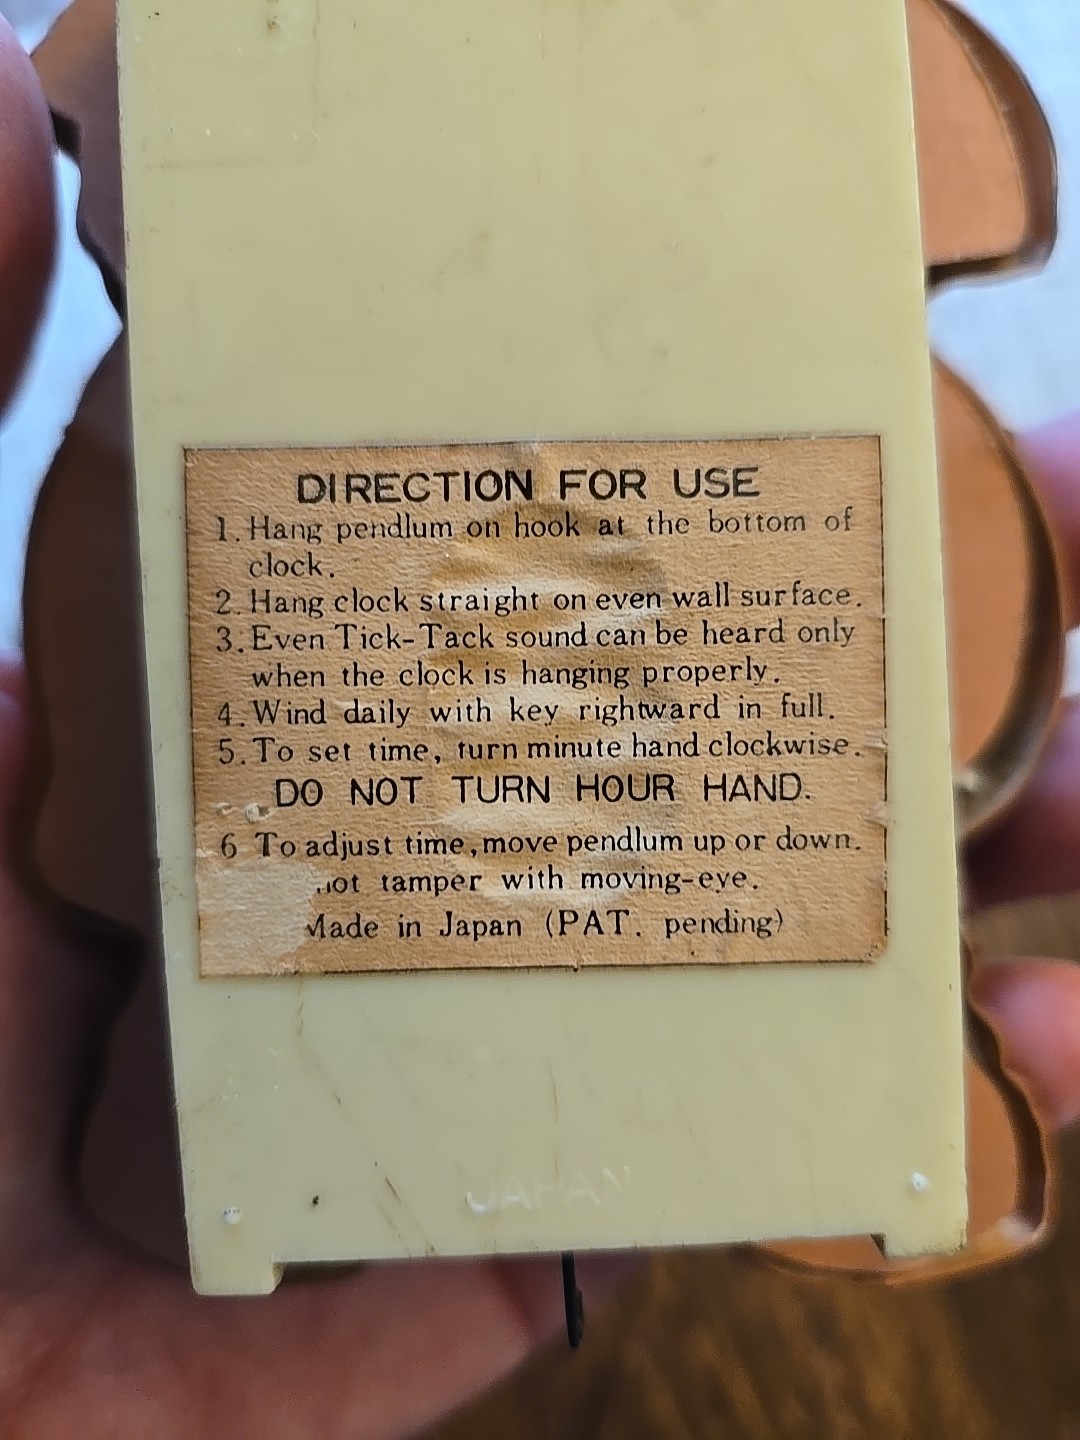 DIRECTION FOR USE
1. Hang pendlum on hook at the bottom of
clock.
2. Hang clock straight on even wall surface.
3. Even Tick-Tack sound can be heard only
when the clock is hanging properly.
4. Wind daily with key rightward in full.
5. To set time, turn minute hand clockwise.
DO NOT TURN HOUR HAND.
6 To adjust time, move pendlum up or down.
not tamper with moving-eye.
Made in Japan (PAT. pending)
JAPAN